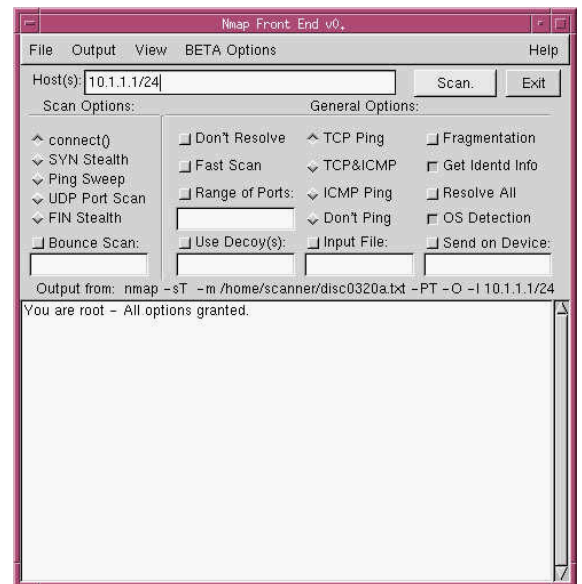 Nmap Front End v0.
File Output View BETA Options Help
Host(s): 10.1.1.1/24 Scan. Exit
Scan Options: General Options:
connect() Don't Resolve TCP Ping Fragmentation
SYN Stealth Fast Scan TCP&ICMP Get Identd Info
Ping Sweep Range of Ports: ICMP Ping Resolve All
UDP Port Scan Don't Ping OS Detection
FIN Stealth Use Decoy(s): Input File: Send on Device:
Bounce Scan:
Output from: nmap -sT -m /home/scanner/disc0320a.txt -PT -O -I 10.1.1.1/24
You are root - All options granted.